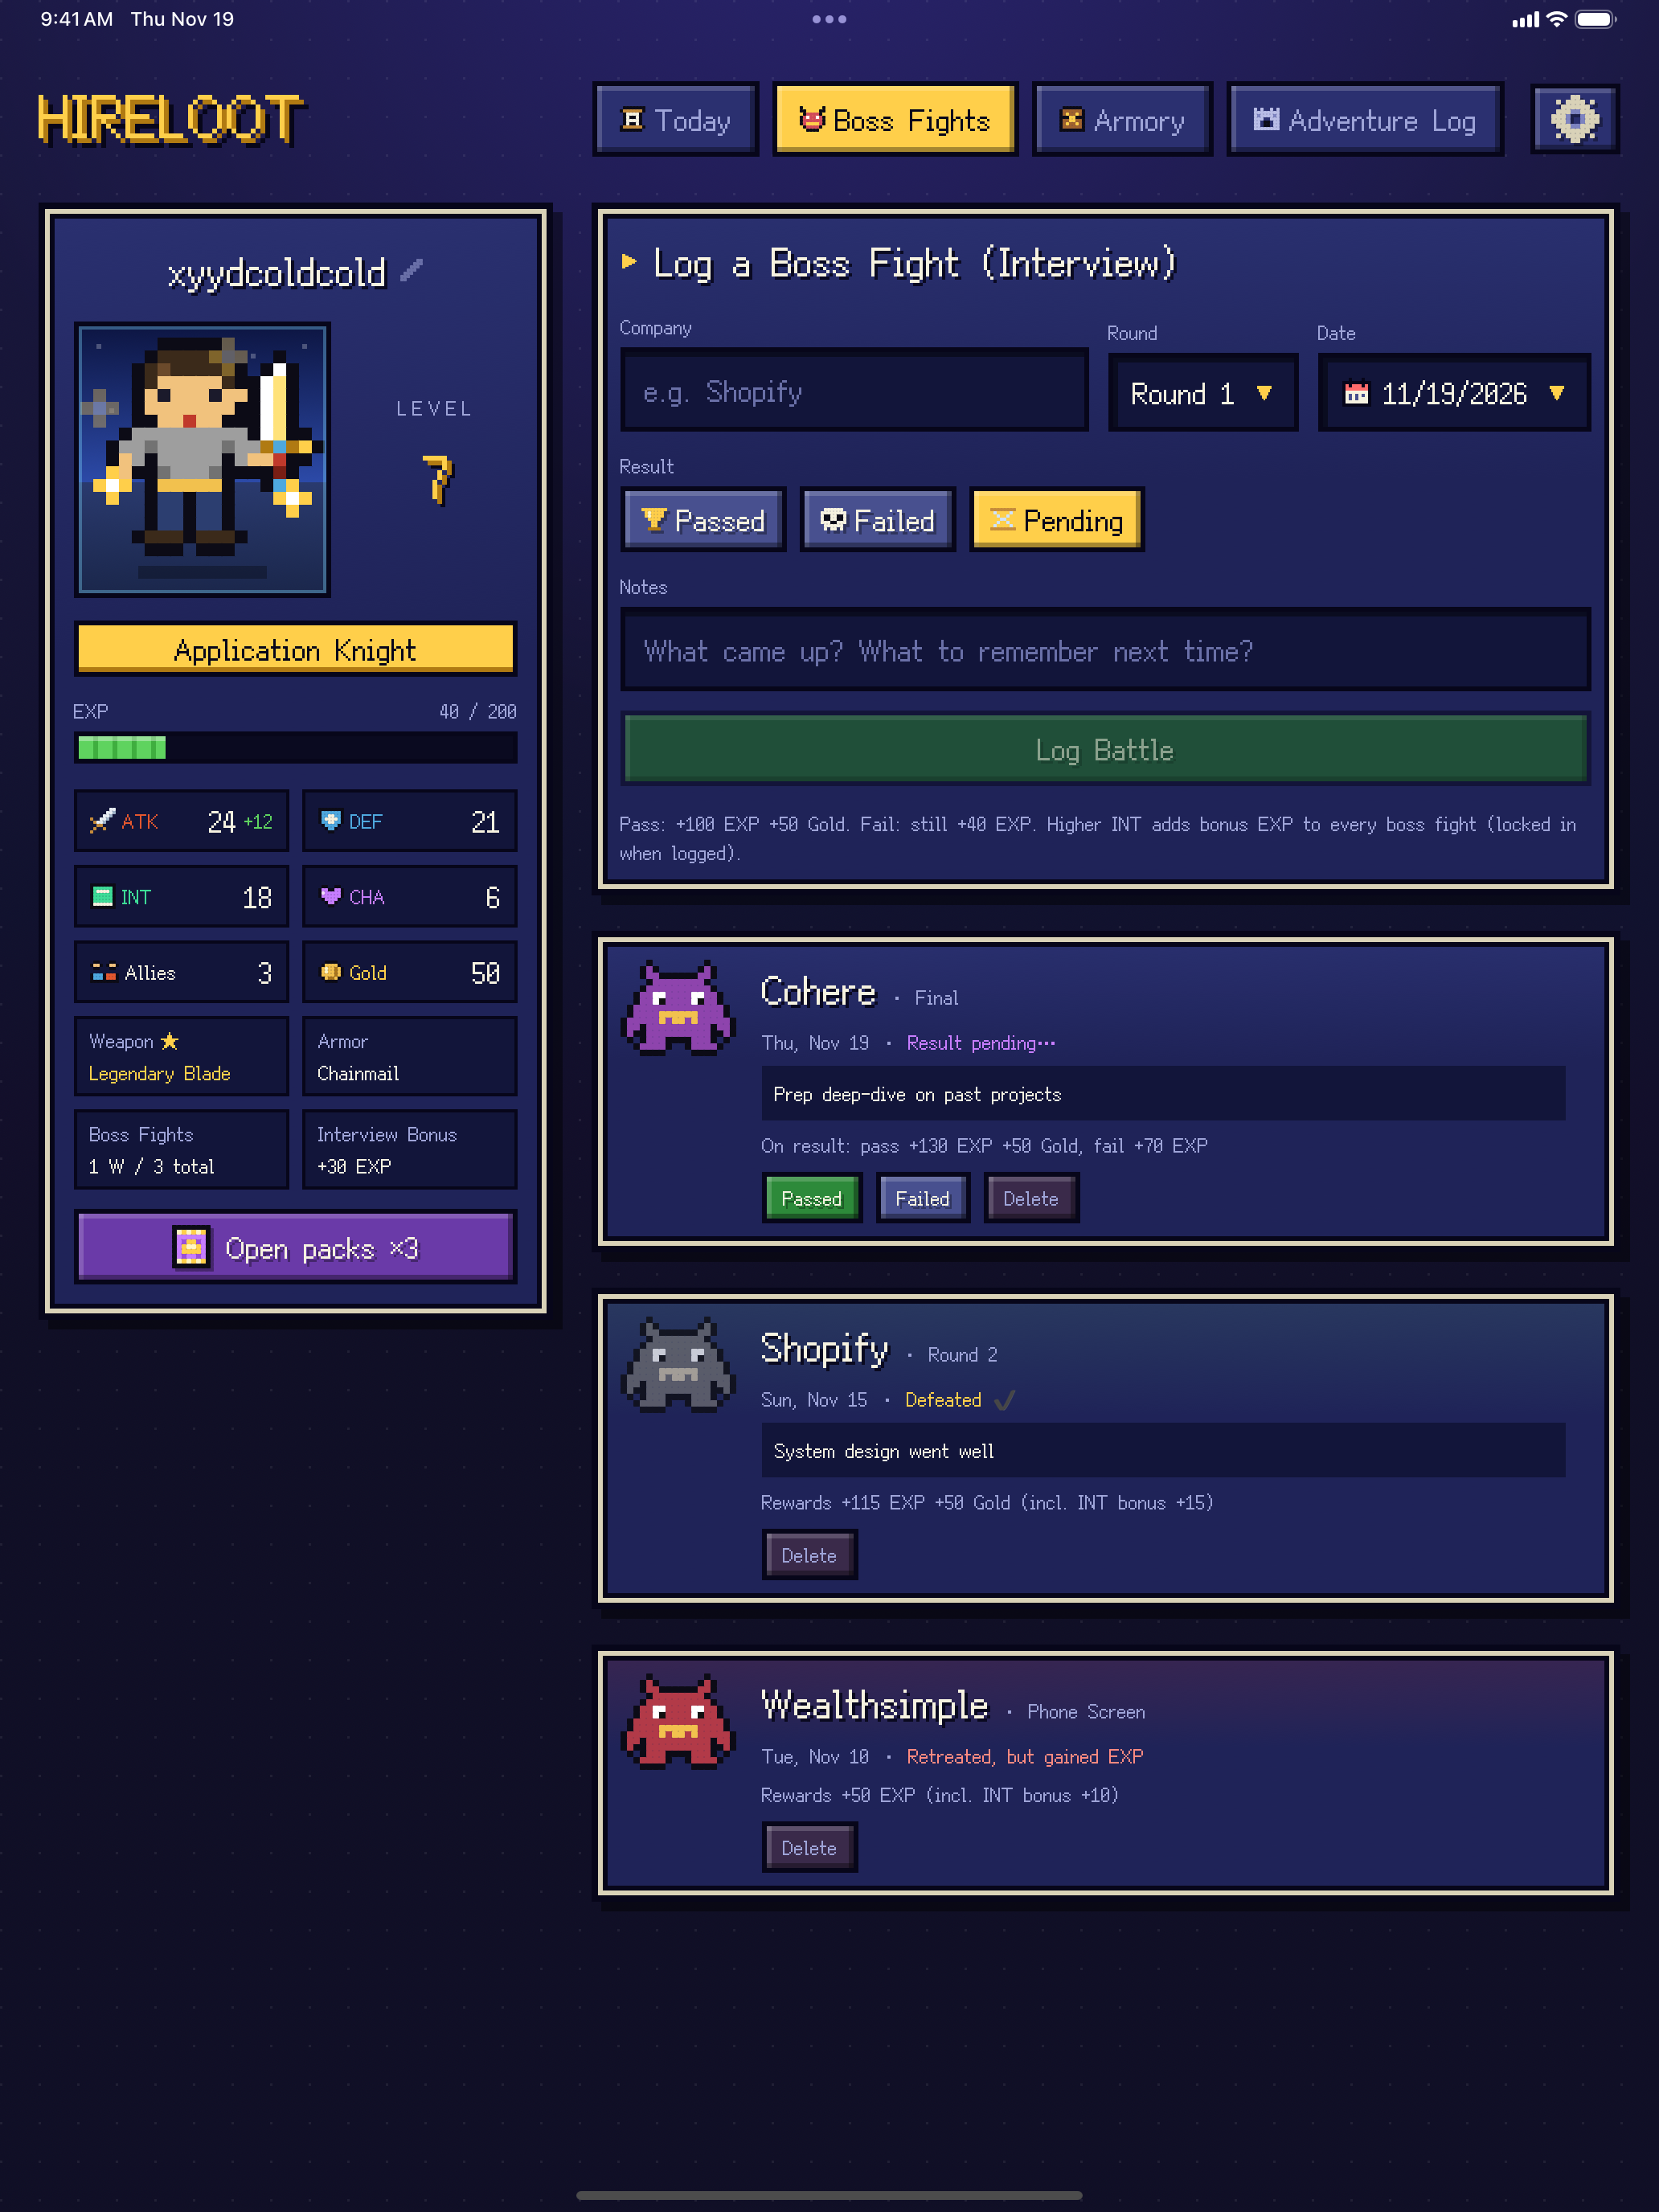 9:41 AM Thu Nov 19
HIRELOOT
Today
Boss Fights
Armory
Adventure Log
xyydcoldcold
LEVEL
7
Application Knight
EXP 40 / 200
ATK 24 +12
DEF 21
INT 18
CHA 6
Allies 3
Gold 50
Weapon ★
Legendary Blade
Armor
Chainmail
Boss Fights
1 W / 3 total
Interview Bonus
+30 EXP
Open packs ×3
► Log a Boss Fight (Interview)
Company
e.g. Shopify
Round
Round 1 ▼
Date
11/19/2026 ▼
Result
Passed
Failed
Pending
Notes
What came up? What to remember next time?
Log Battle
Pass: +100 EXP +50 Gold. Fail: still +40 EXP. Higher INT adds bonus EXP to every boss fight (locked in
when logged).
Cohere · Final
Thu, Nov 19 · Result pending…
Prep deep-dive on past projects
On result: pass +130 EXP +50 Gold, fail +70 EXP
Passed
Failed
Delete
Shopify · Round 2
Sun, Nov 15 · Defeated ✓
System design went well
Rewards +115 EXP +50 Gold (incl. INT bonus +15)
Delete
Wealthsimple · Phone Screen
Tue, Nov 10 · Retreated, but gained EXP
Rewards +50 EXP (incl. INT bonus +10)
Delete